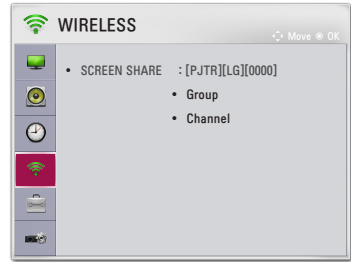 WIRELESS
Move OK
• SCREEN SHARE : [PJTR][LG][0000]
• Group
• Channel